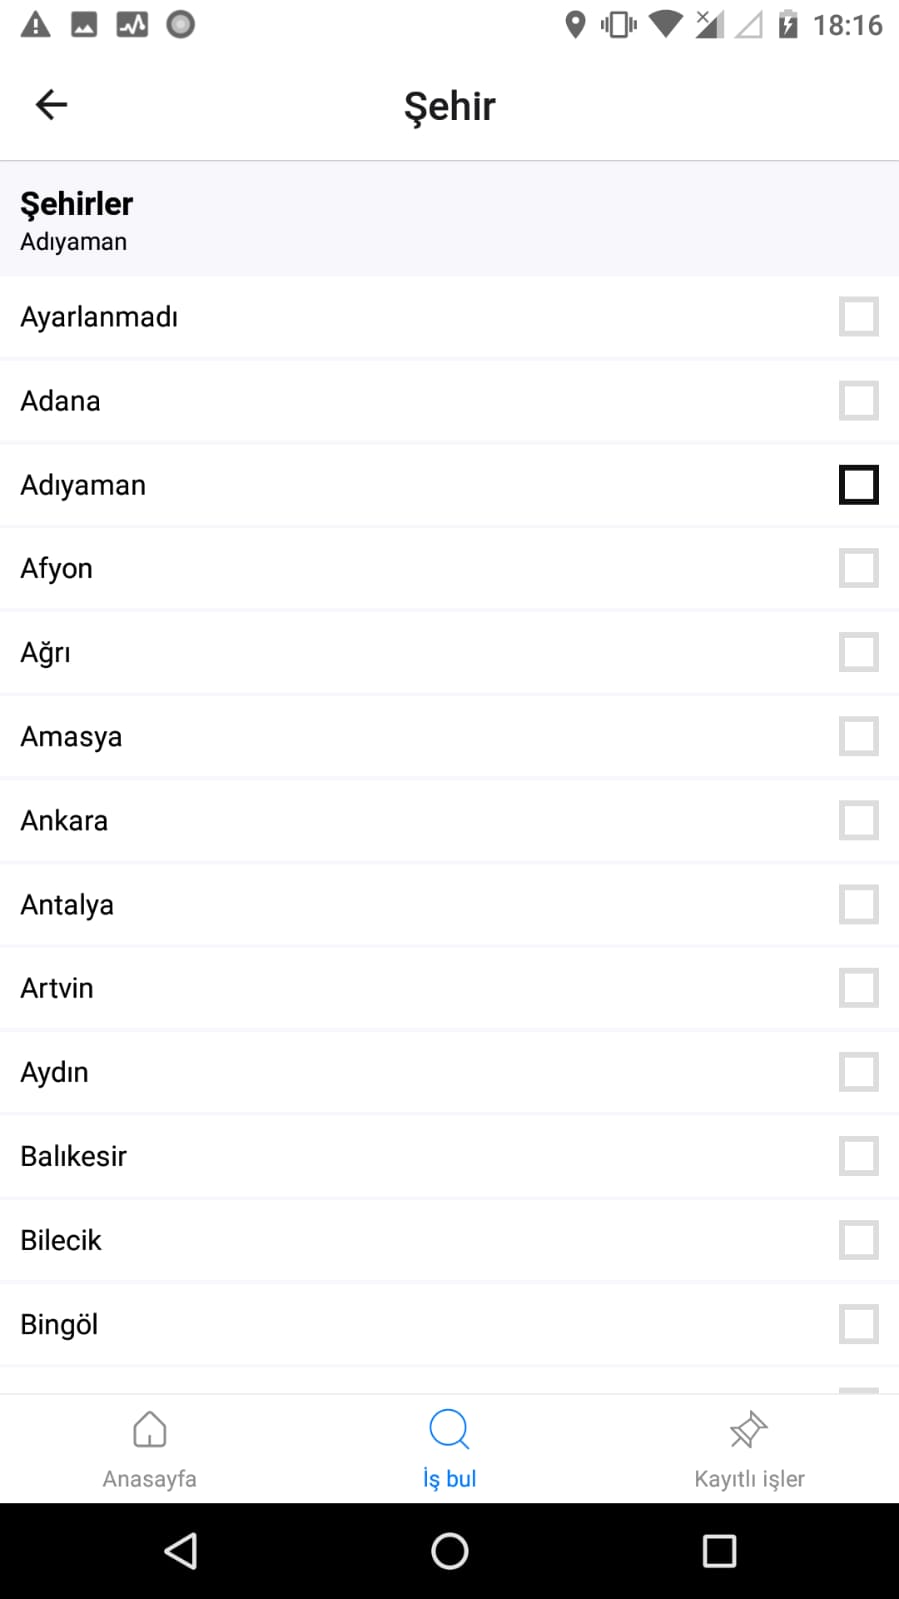 18:16
Şehir
Şehirler
Adıyaman
Ayarlanmadı
Adana
Adıyaman
Afyon
Ağrı
Amasya
Ankara
Antalya
Artvin
Aydın
Balıkesir
Bilecik
Bingöl
Anasayfa
İş bul
Kayıtlı işler